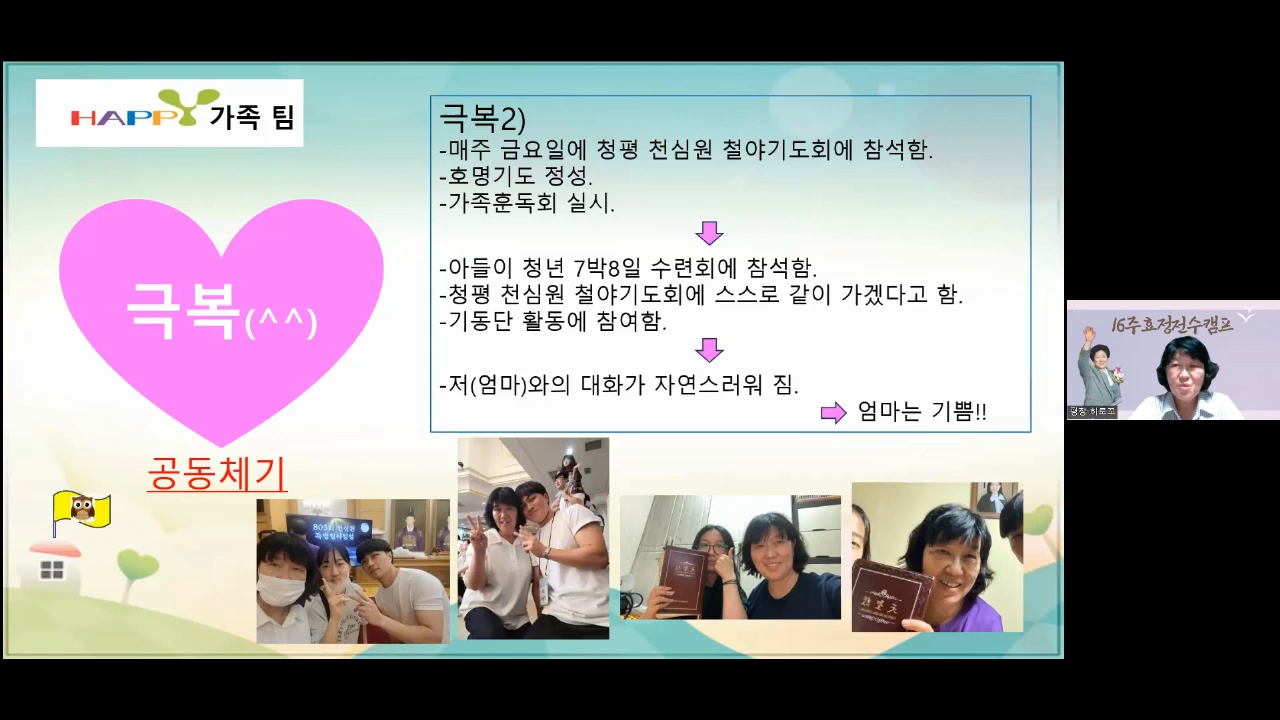 HAPPY 가족 팀
극복(^^)
공동체기
극복2)
-매주 금요일에 청평 천심원 철야기도회에 참석함.
-호명기도 정성.
-가족훈독회 실시.
-아들이 청년 7박8일 수련회에 참석함.
-청평 천심원 철야기도회에 스스로 같이 가겠다고 함.
-기동단 활동에 참여함.
-저(엄마)와의 대화가 자연스러워 짐.
엄마는 기쁨!!
16주효정전수캠프